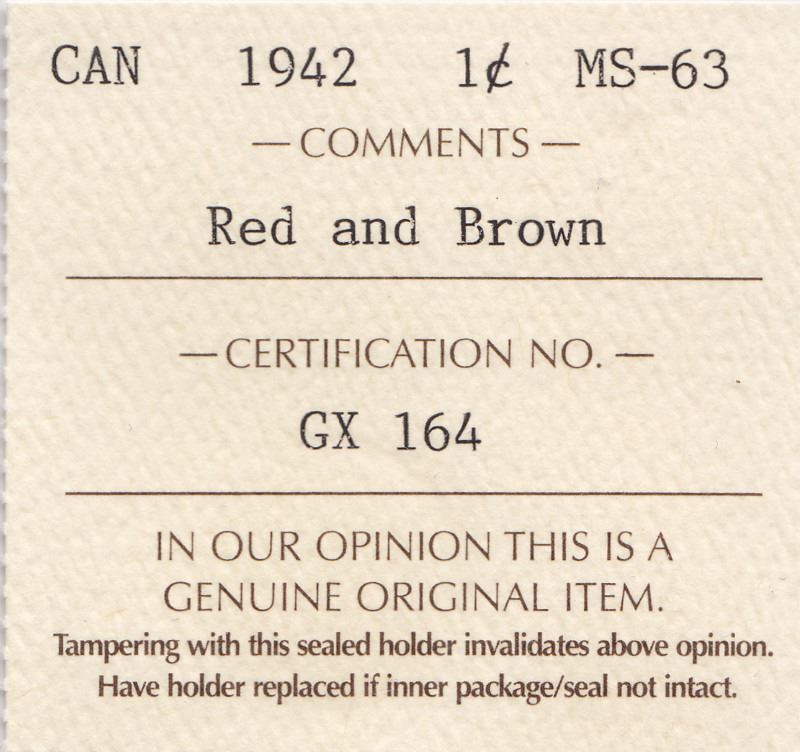 CAN 1942 1¢ MS-63
— COMMENTS —
Red and Brown
— CERTIFICATION NO. —
GX 164
IN OUR OPINION THIS IS A
GENUINE ORIGINAL ITEM.
Tampering with this sealed holder invalidates above opinion.
Have holder replaced if inner package/seal not intact.